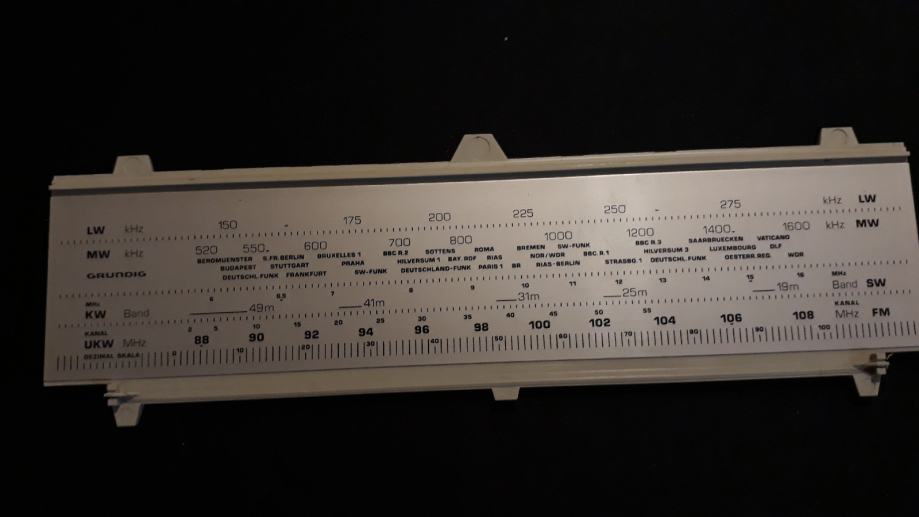 LW kHz 150 175 200 225 250 275 kHz LW
MW kHz 520 550 600 700 800 1000 1200 1400 1600 kHz MW
BEROMUENSTER S.FR.BERLIN BRUXELLES 1 BBC R.2 SOTTENS ROMA BREMEN SW-FUNK BBC R.3 SAARBRUECKEN VATICANO
BUDAPEST STUTTGART PRAHA HILVERSUM 1 BAY.RDF RIAS NDR/WDR BBC. R.1 HILVERSUM 3 LUXEMBOURG DLF
GRUNDIG DEUTSCHL.FUNK FRANKFURT SW-FUNK DEUTSCHLAND-FUNK PARIS 1 BR RIAS-BERLIN STRASBG.1 DEUTSCHL.FUNK OESTERR.REG. WDR
MHz 6 6,5 7 8 9 10 11 12 13 14 15 16 MHz
KW Band 49m 41m 31m 25m 19m Band SW
KANAL 2 5 10 15 20 25 30 35 40 45 50 55 KANAL
UKW MHz 88 90 92 94 96 98 100 102 104 106 108 MHz FM
DEZIMAL SKALA 0 10 20 30 40 50 60 70 80 90 100